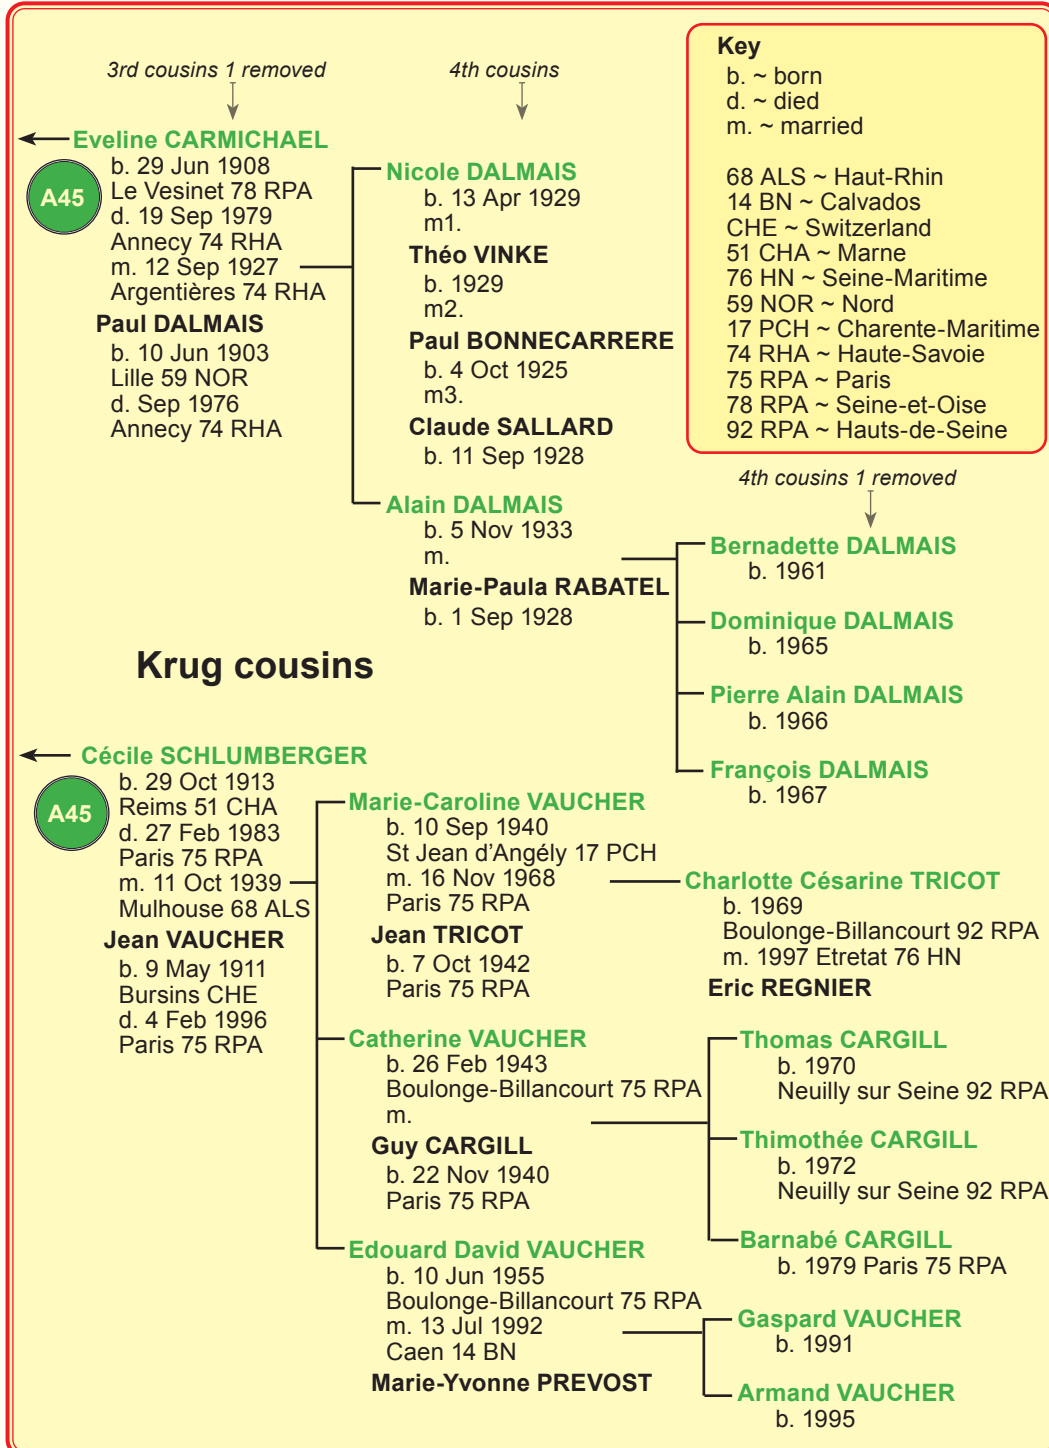 3rd cousins 1 removed
Eveline CARMICHAEL
A45
b. 29 Jun 1908
Le Vesinet 78 RPA
d. 19 Sep 1979
Annecy 74 RHA
m. 12 Sep 1927
Argentières 74 RHA
Paul DALMAIS
b. 10 Jun 1903
Lille 59 NOR
d. Sep 1976
Annecy 74 RHA
4th cousins
Nicole DALMAIS
b. 13 Apr 1929
m1.
Théo VINKE
b. 1929
m2.
Paul BONNECARRERE
b. 4 Oct 1925
m3.
Claude SALLARD
b. 11 Sep 1928
Alain DALMAIS
b. 5 Nov 1933
m.
Marie-Paula RABATEL
b. 1 Sep 1928
Key
b. ~ born
d. ~ died
m. ~ married
68 ALS ~ Haut-Rhin
14 BN ~ Calvados
CHE ~ Switzerland
51 CHA ~ Marne
76 HN ~ Seine-Maritime
59 NOR ~ Nord
17 PCH ~ Charente-Maritime
74 RHA ~ Haute-Savoie
75 RPA ~ Paris
78 RPA ~ Seine-et-Oise
92 RPA ~ Hauts-de-Seine
4th cousins 1 removed
Bernadette DALMAIS
b. 1961
Dominique DALMAIS
b. 1965
Pierre Alain DALMAIS
b. 1966
François DALMAIS
b. 1967
Krug cousins
Cécile SCHLUMBERGER
A45
b. 29 Oct 1913
Reims 51 CHA
d. 27 Feb 1983
Paris 75 RPA
m. 11 Oct 1939
Mulhouse 68 ALS
Jean VAUCHER
b. 9 May 1911
Bursins CHE
d. 4 Feb 1996
Paris 75 RPA
Marie-Caroline VAUCHER
b. 10 Sep 1940
St Jean d'Angély 17 PCH
m. 16 Nov 1968
Paris 75 RPA
Jean TRICOT
b. 7 Oct 1942
Paris 75 RPA
Charlotte Césarine TRICOT
b. 1969
Boulonge-Billancourt 92 RPA
m. 1997 Etretat 76 HN
Eric REGNIER
Catherine VAUCHER
b. 26 Feb 1943
Boulonge-Billancourt 75 RPA
m.
Guy CARGILL
b. 22 Nov 1940
Paris 75 RPA
Thomas CARGILL
b. 1970
Neuilly sur Seine 92 RPA
Thimothée CARGILL
b. 1972
Neuilly sur Seine 92 RPA
Barnabé CARGILL
b. 1979 Paris 75 RPA
Edouard David VAUCHER
b. 10 Jun 1955
Boulonge-Billancourt 75 RPA
m. 13 Jul 1992
Caen 14 BN
Marie-Yvonne PREVOST
Gaspard VAUCHER
b. 1991
Armand VAUCHER
b. 1995